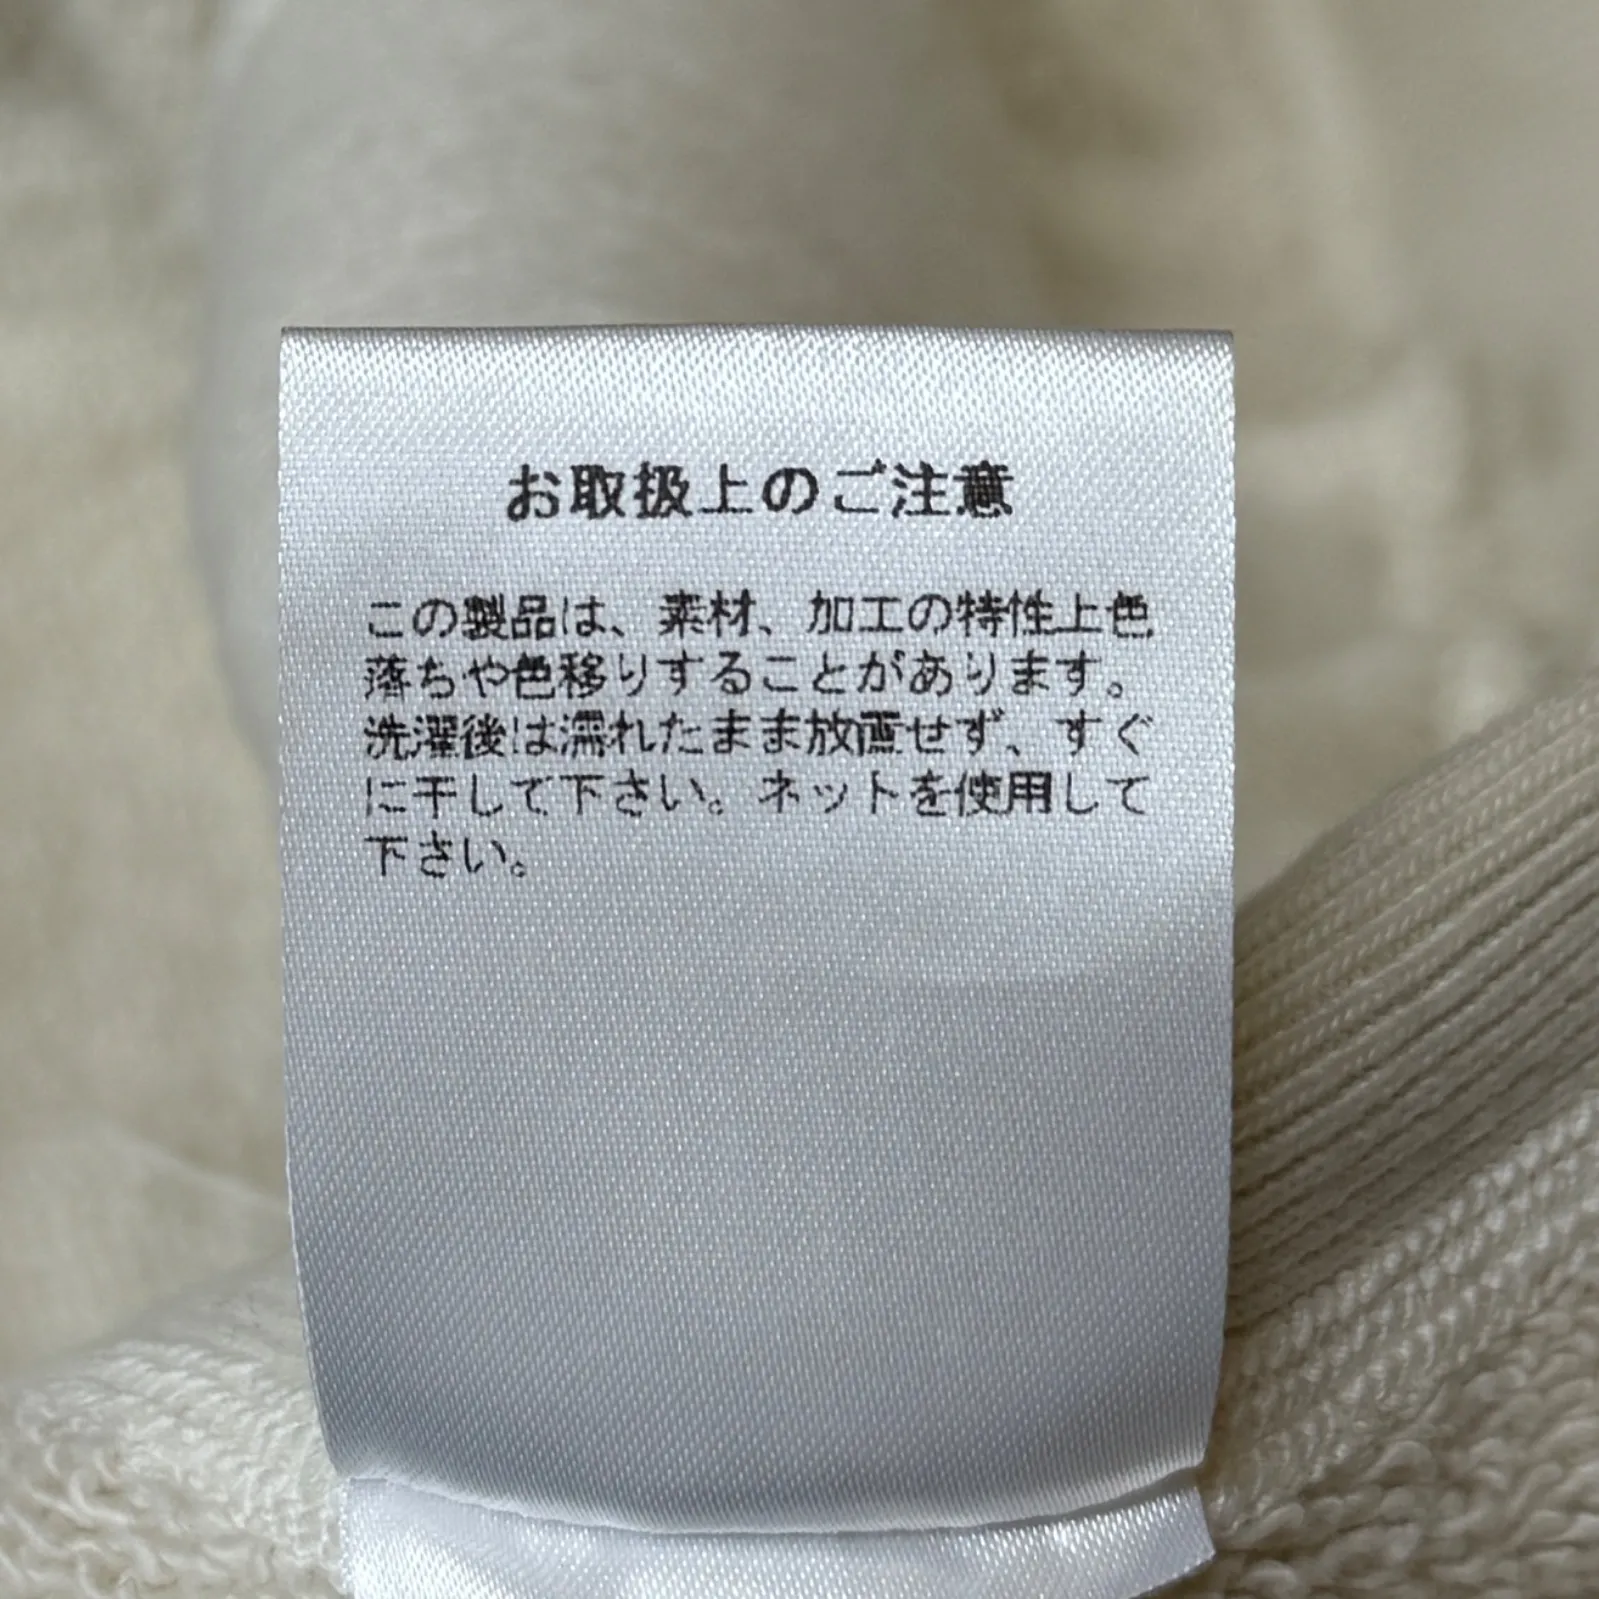 お取扱上のご注意
この製品は、素材、加工の特性上色
落ちや色移りすることがあります。
洗濯後は濡れたまま放置せず、すぐ
に干して下さい。ネットを使用して
下さい。